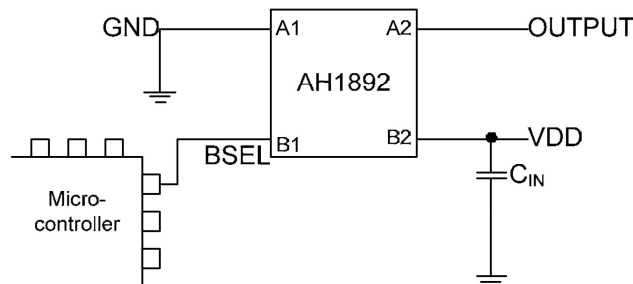 GND
A1
A2
OUTPUT
AH1892
BSEL
B1
B2
VDD
CIN
Micro-
controller